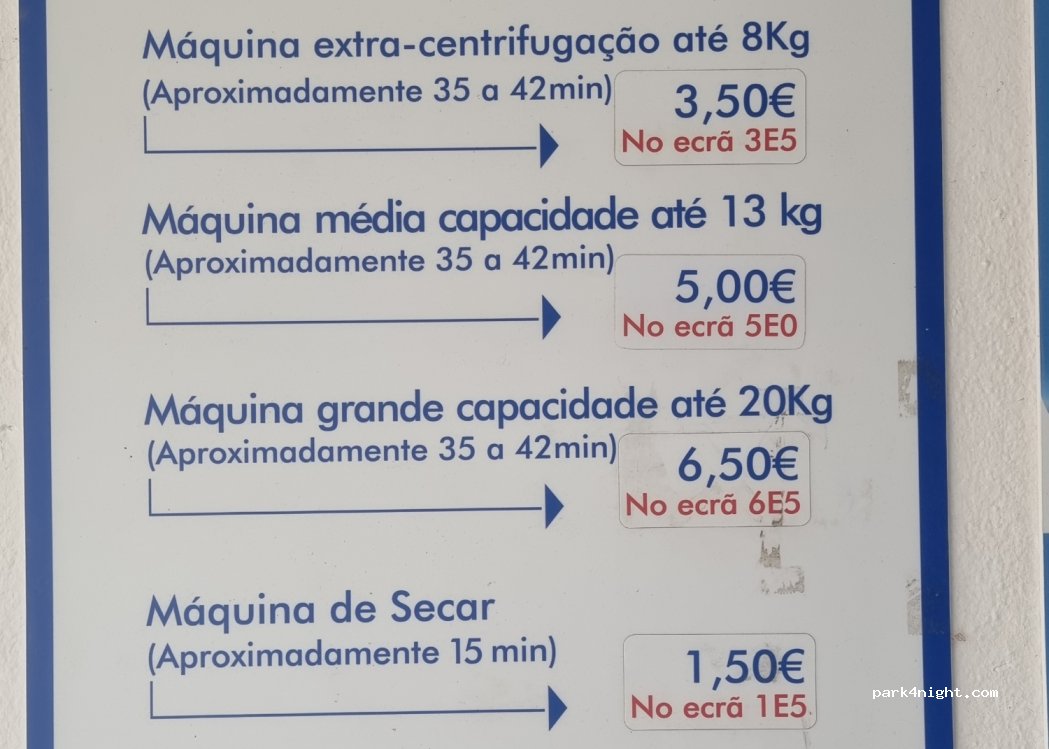 Máquina extra-centrifugação até 8Kg
(Aproximadamente 35 a 42min)
3,50€
No ecrã 3E5
Máquina média capacidade até 13 kg
(Aproximadamente 35 a 42min)
5,00€
No ecrã 5E0
Máquina grande capacidade até 20Kg
(Aproximadamente 35 a 42min)
6,50€
No ecrã 6E5
Máquina de Secar
(Aproximadamente 15 min)
1,50€
No ecrã 1E5
park4night.com